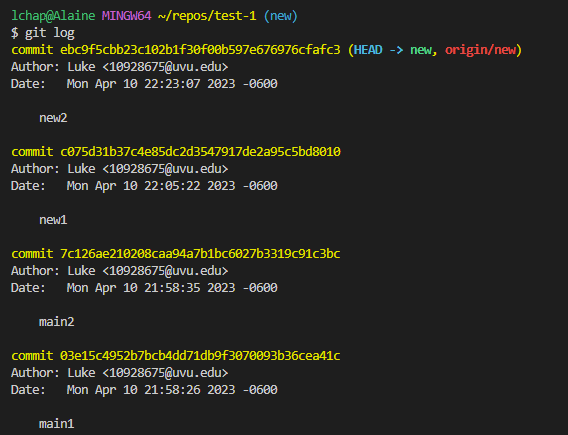 lchap@Alaine MINGW64 ~/repos/test-1 (new)
$ git log
commit ebc9f5cbb23c102b1f30f00b597e676976cfafc3 (HEAD -> new, origin/new)
Author: Luke <10928675@uvu.edu>
Date:   Mon Apr 10 22:23:07 2023 -0600
new2
commit c075d31b37c4e85dc2d3547917de2a95c5bd8010
Author: Luke <10928675@uvu.edu>
Date:   Mon Apr 10 22:05:22 2023 -0600
new1
commit 7c126ae210208caa94a7b1bc6027b3319c91c3bc
Author: Luke <10928675@uvu.edu>
Date:   Mon Apr 10 21:58:35 2023 -0600
main2
commit 03e15c4952b7bcb4dd71db9f3070093b36cea41c
Author: Luke <10928675@uvu.edu>
Date:   Mon Apr 10 21:58:26 2023 -0600
main1